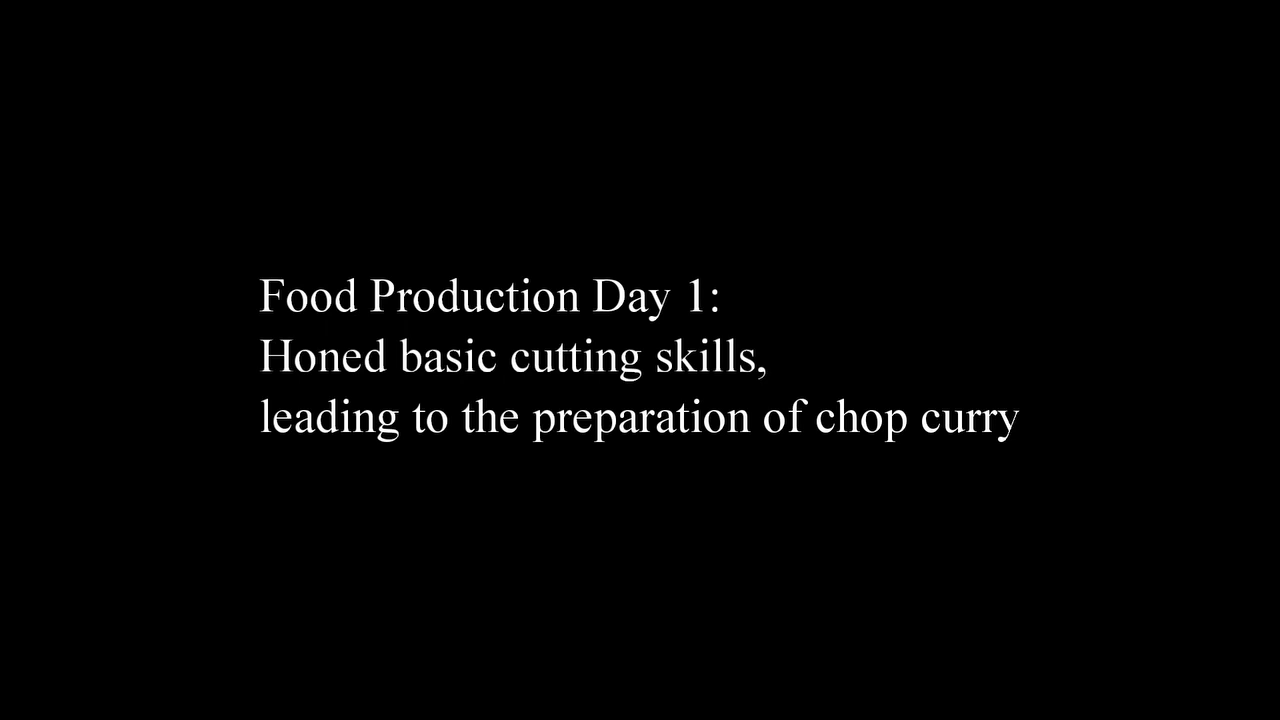 Food Production Day 1:
Honed basic cutting skills,
leading to the preparation of chop curry